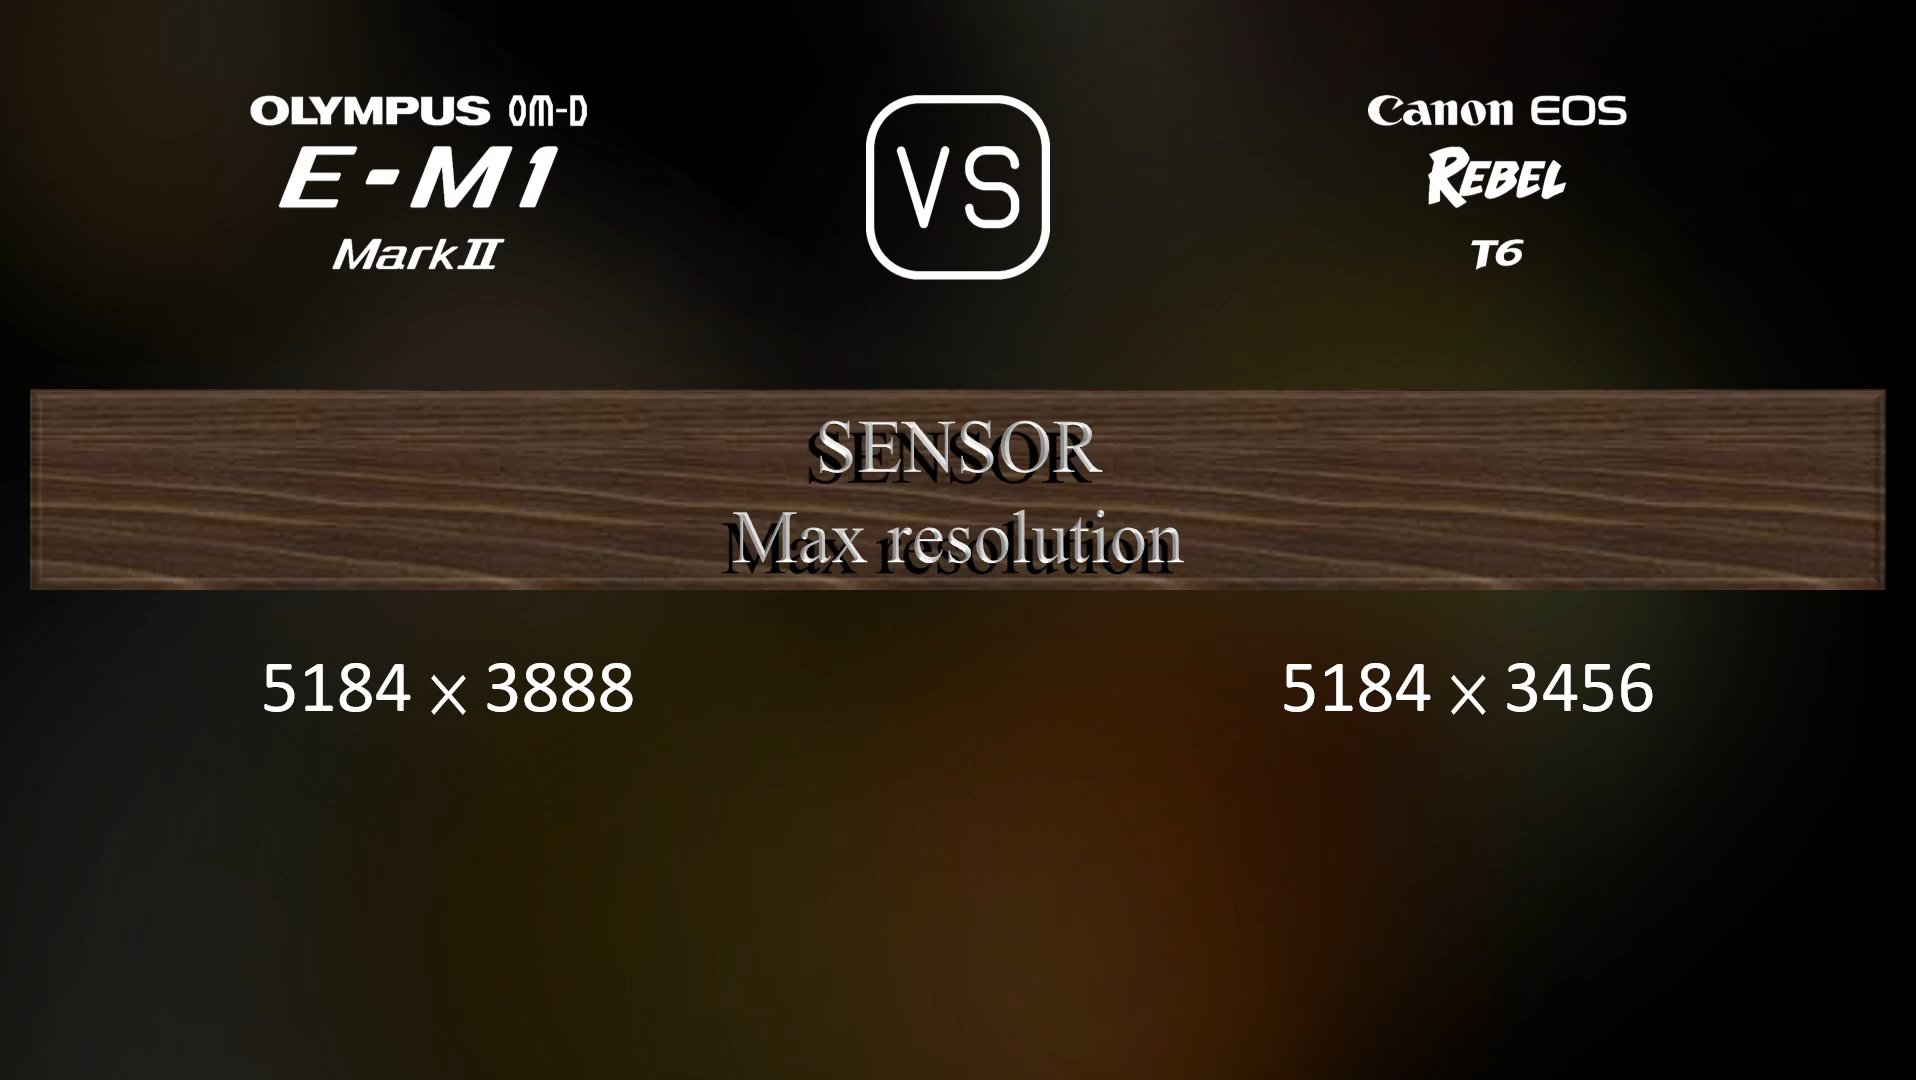 OLYMPUS OM-D
E-M1
Mark II
VS
Canon EOS
REBEL
T6
SENSOR
Max resolution
5184 x 3888
5184 x 3456